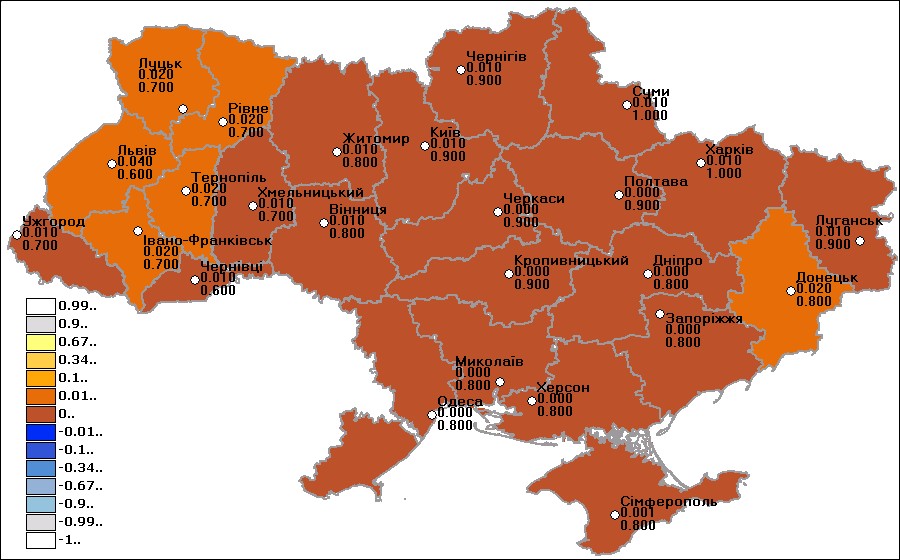 Чернігів
0.010
0.900
Луцьк
0.020
0.700
Суми
0.010
1.000
Рівне
0.020
0.700
Житомир
0.010
0.800
Київ
0.010
0.900
Харків
0.010
1.000
Львів
0.040
0.600
Тернопіль
0.020
0.700
Хмельницький
0.010
0.700
Вінниця
0.010
0.800
Черкаси
0.000
0.900
Полтава
0.000
0.900
Ужгород
0.010
0.700
Івано-Франківськ
0.020
0.700
Чернівці
0.010
0.600
Луганськ
0.010
0.900
Кропивницький
0.000
0.900
Дніпро
0.000
0.800
Донецьк
0.020
0.800
Запоріжжя
0.000
0.800
Миколаїв
0.000
0.800
Херсон
0.000
0.800
Одеса
0.000
0.800
Сімферополь
0.001
0.800
0.99..
0.9..
0.67..
0.34..
0.1..
0.01..
0..
-0.01..
-0.1..
-0.34..
-0.67..
-0.9..
-0.99..
-1..